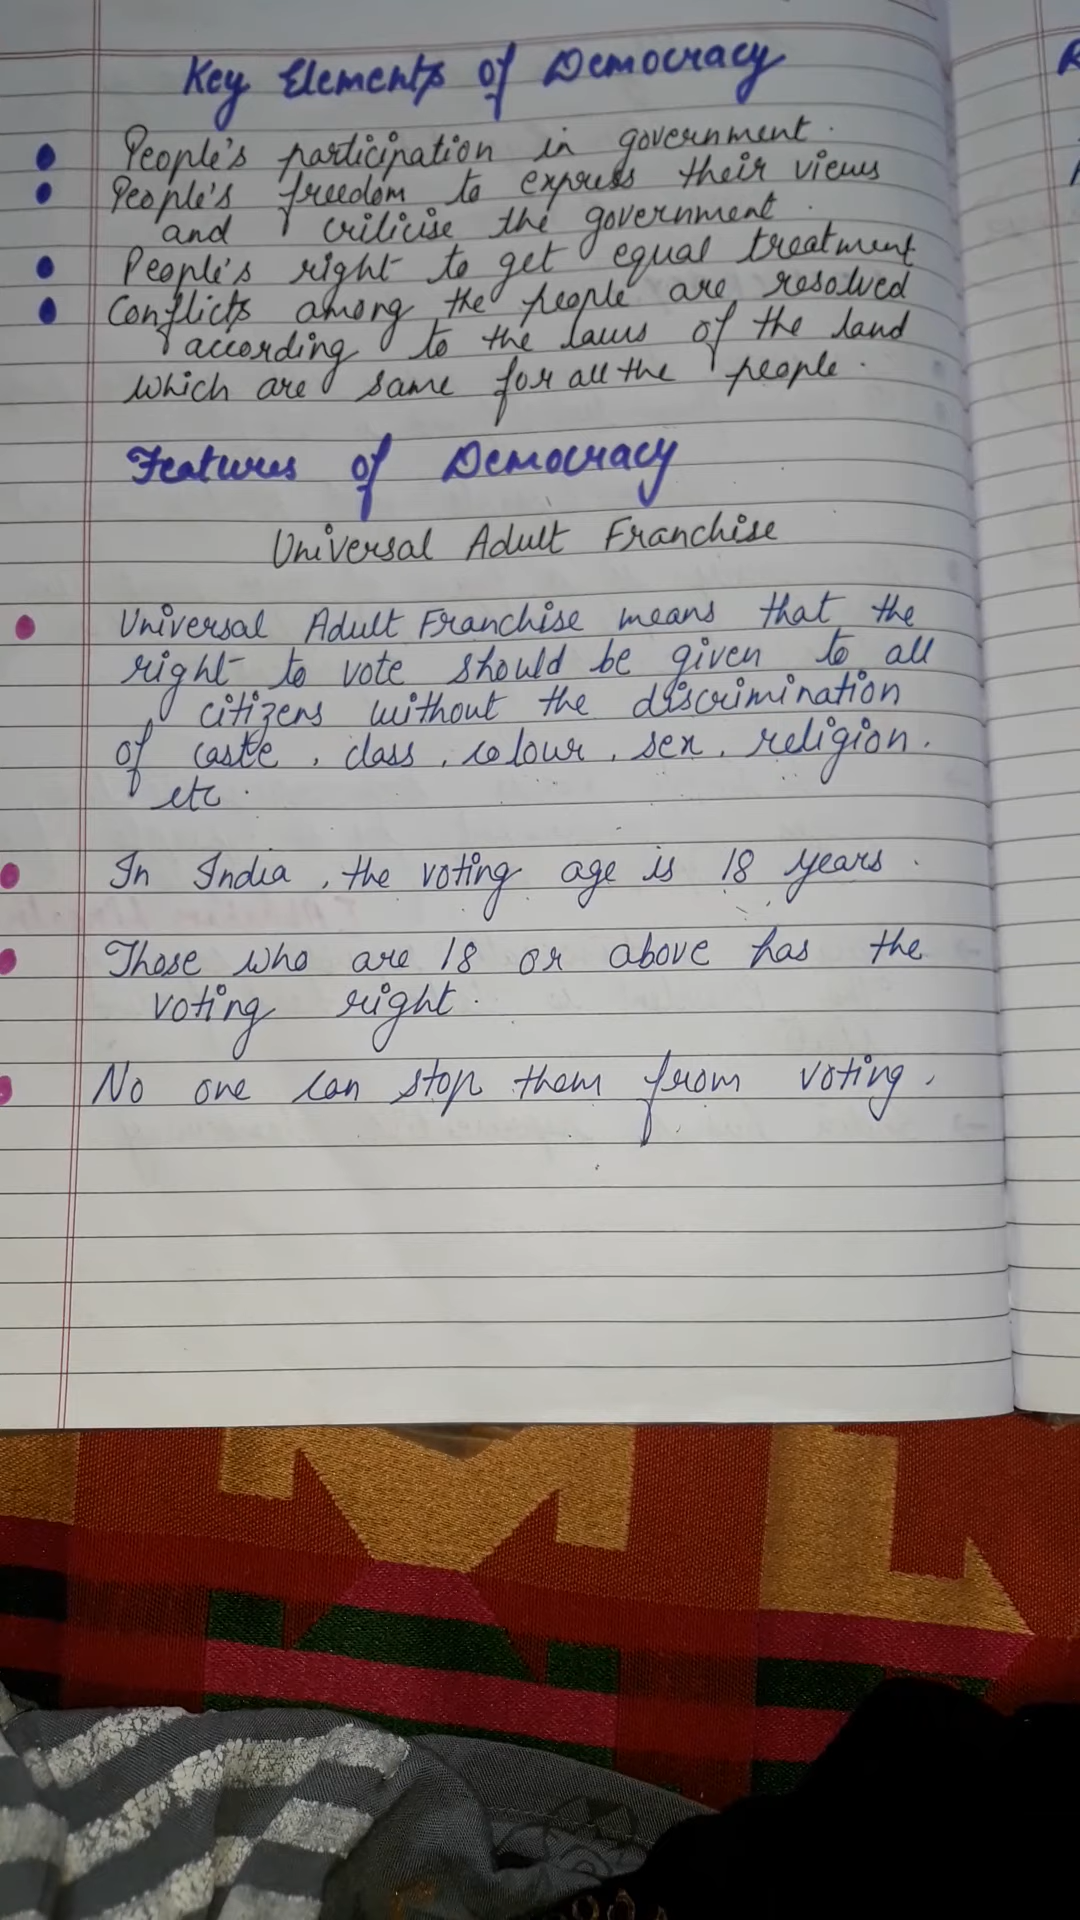 Key Elements of Democracy
People's participation in government.
People's freedom to express their views
and criticise the government.
People's right to get equal treatment
Conflicts among the people are resolved
according to the laws of the land
which are same for all the people.
Features of Democracy
Universal Adult Franchise
Universal Adult Franchise means that the
right to vote should be given to all
citizens without the discrimination
of caste, class, colour, sex, religion.
etc.
In India, the voting age is 18 years.
Those who are 18 or above has the
voting right.
No one can stop them from voting.